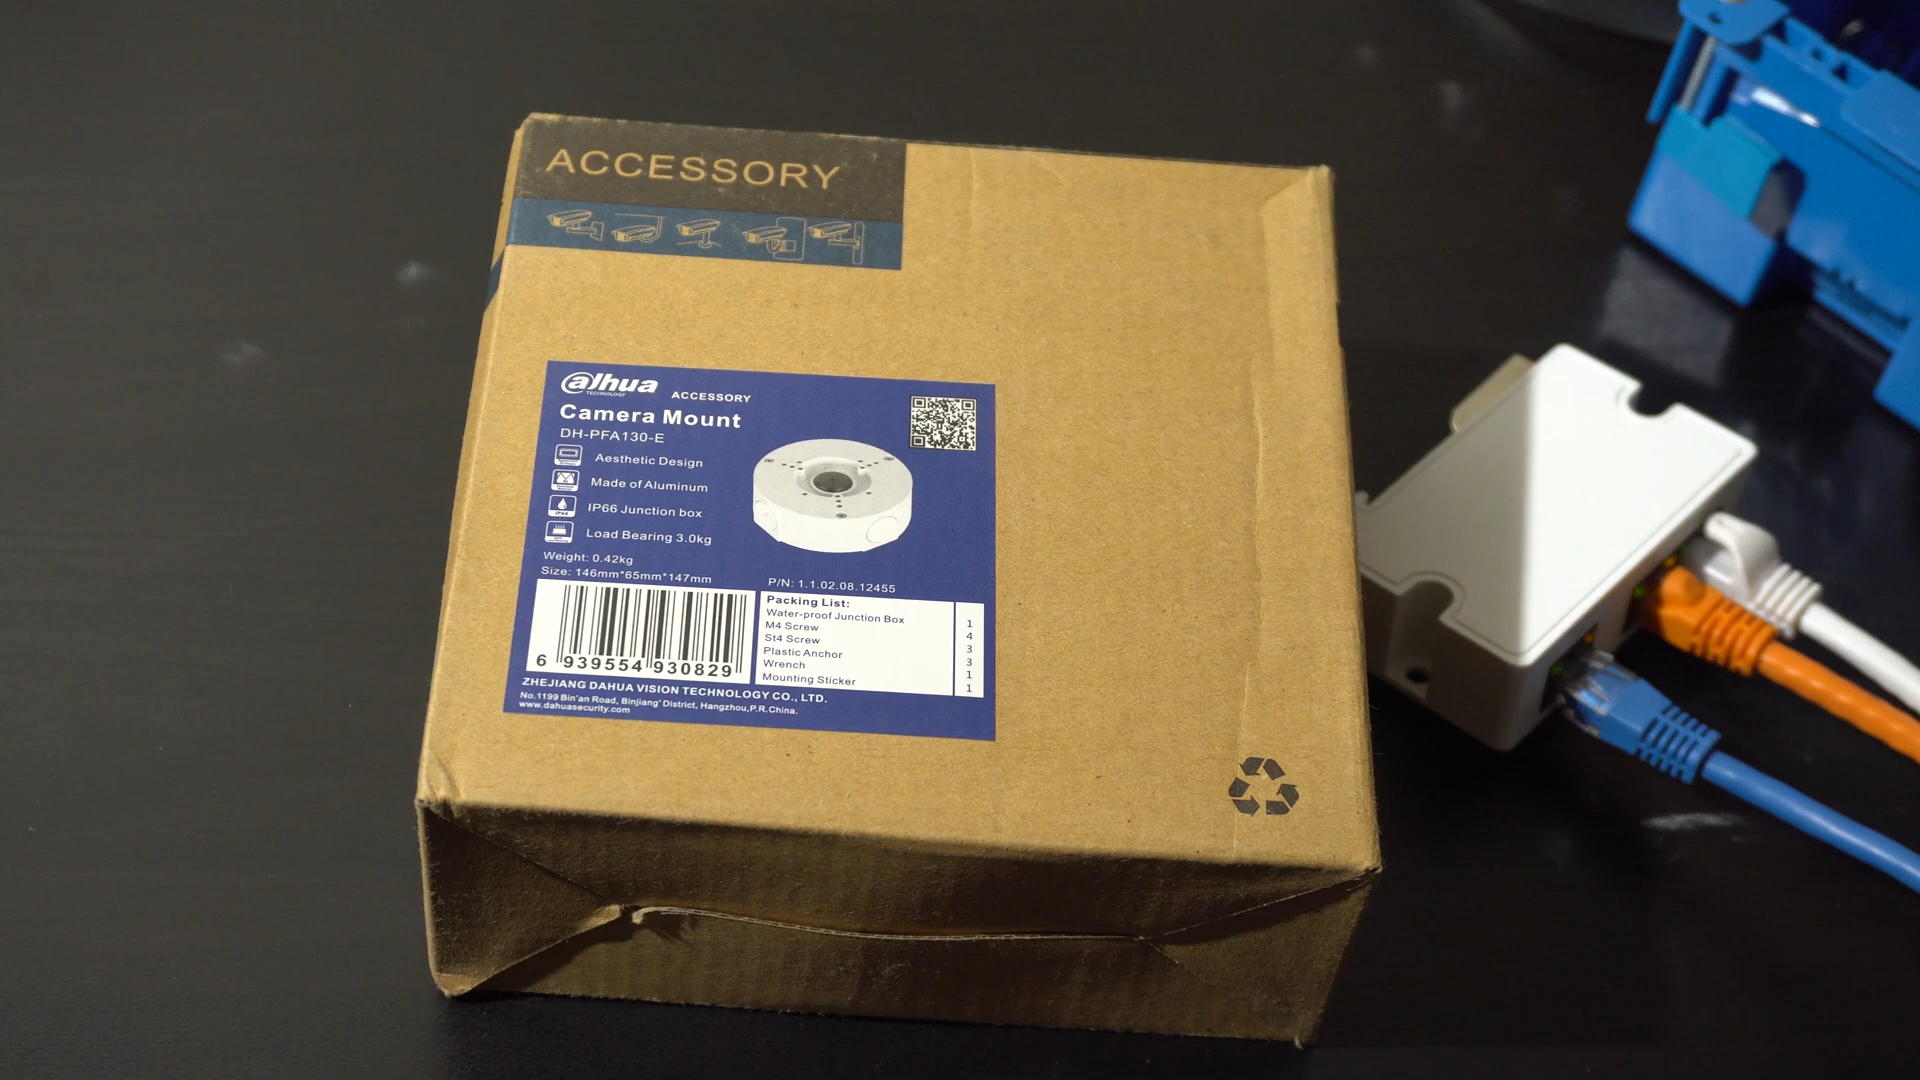 ACCESSORY
alhua
TECHNOLOGY
ACCESSORY
Camera Mount
DH-PFA130-E
Aesthetic Design
Made of Aluminum
IP66
IP66 Junction box
Load Bearing 3.0kg
Weight: 0.42kg
Size: 146mm*65mm*147mm
P/N: 1.1.02.08.12455
6 939554 930829
Packing List:
Water-proof Junction Box 1
M4 Screw 4
St4 Screw 3
Plastic Anchor 3
Wrench 1
Mounting Sticker 1
ZHEJIANG DAHUA VISION TECHNOLOGY CO., LTD.
No.1199 Bin'an Road, Binjiang' District, Hangzhou,P.R.China.
www.dahuasecurity.com